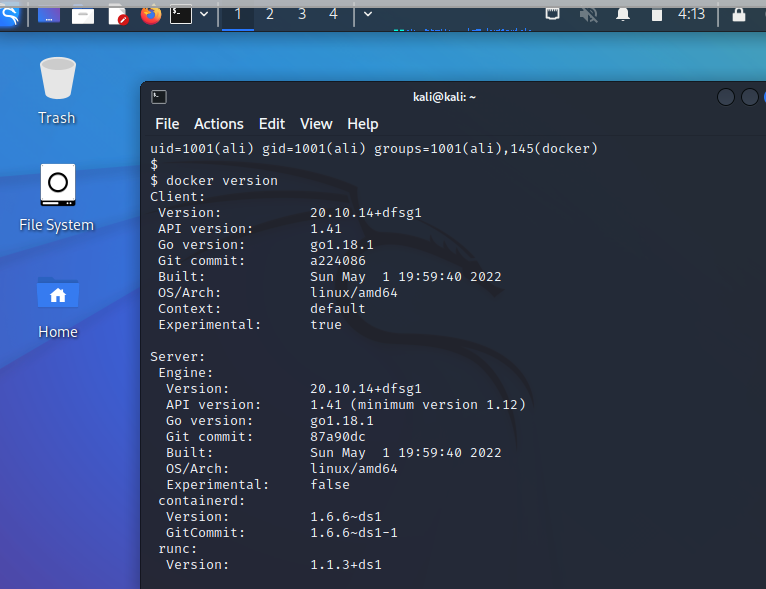 1 2 3 4 4:13
Trash
File System
Home
kali@kali: ~
File Actions Edit View Help
uid=1001(ali) gid=1001(ali) groups=1001(ali),145(docker)
$
$ docker version
Client:
Version: 20.10.14+dfsg1
API version: 1.41
Go version: go1.18.1
Git commit: a224086
Built: Sun May  1 19:59:40 2022
OS/Arch: linux/amd64
Context: default
Experimental: true
Server:
Engine:
Version: 20.10.14+dfsg1
API version: 1.41 (minimum version 1.12)
Go version: go1.18.1
Git commit: 87a90dc
Built: Sun May  1 19:59:40 2022
OS/Arch: linux/amd64
Experimental: false
containerd:
Version: 1.6.6~ds1
GitCommit: 1.6.6~ds1-1
runc:
Version: 1.1.3+ds1